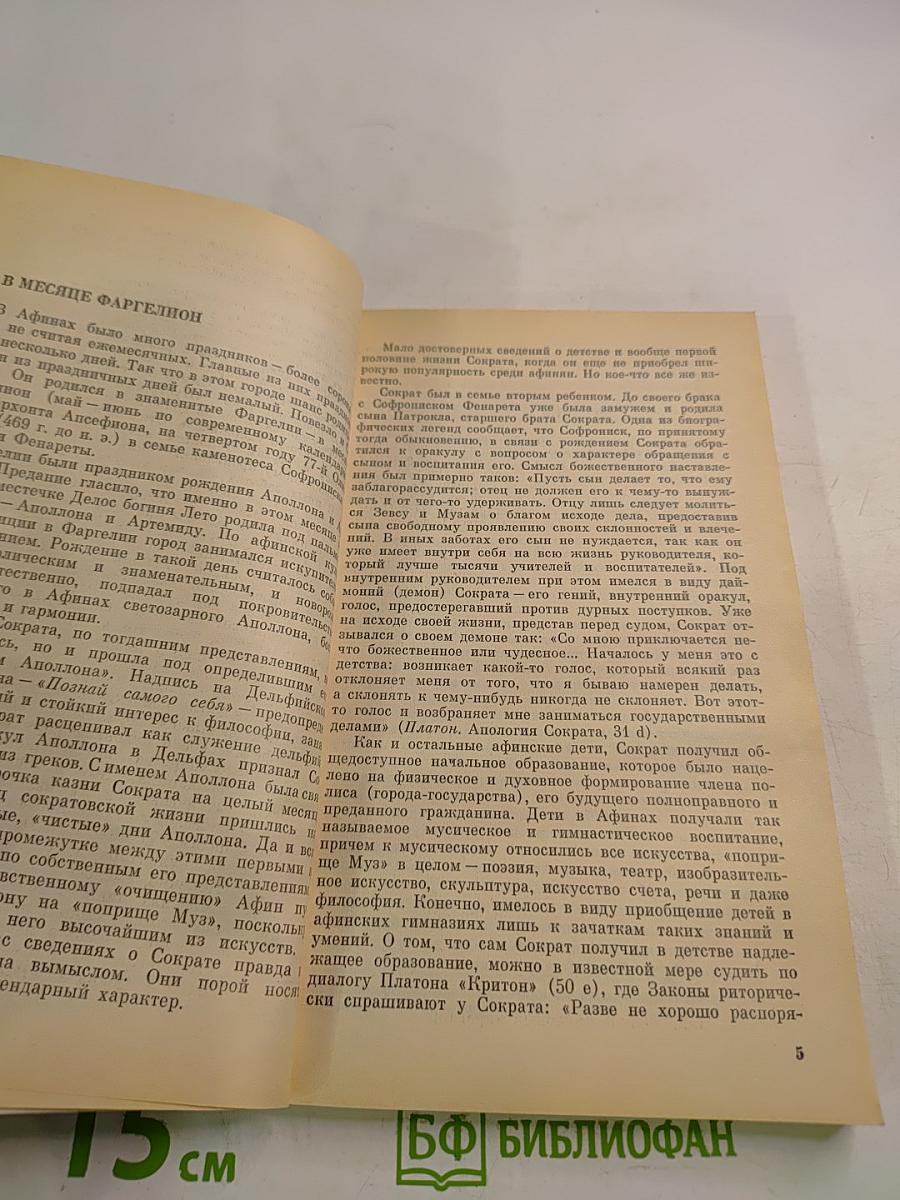 В МЕСЯЦЕ ФАРГЕЛИОН
В Афинах было много праздников — более
не считая ежемесячных. Главные из них
несколько дней. Так что в этом городе шанс
из праздничных дней был немалый. Повезло и
Он родился в знаменитые Фаргелии — в
(май — июнь по современному
Апсефиона, на четвертом году 77-й
(469 г. до н. э.) в семье каменотеса
Фенареты.
были праздником рождения Аполлона и
Предание гласило, что именно в этом месяце
местечке Делос богиня Лето родила под
— Аполлона и Артемиду. По афинской
в Фаргелии город занимался
Рождение в такой день считалось
и знаменательным, и
подпадал под
в Афинах светозарного Аполлона,
и гармонии.
Сократа, по тогдашним представлениям,
но и прошла под определившим
Аполлона». Надпись на
— «Познай самого себя» —
и стойкий интерес к философии,
расценивал как служение
Аполлона в Дельфах признал
из греков. С именем Аполлона была
казни Сократа на целый месяц
сократовской жизни пришлись
«чистые» дни Аполлона. Да и
промежутке между этими первыми
по собственным его представлениям
«очищению» Афин
на «поприще Муз»,
него высочайшим из искусств.
с сведениях о Сократе правда
вымыслом. Они порой
характер.
Мало достоверных сведений о детстве и вообще первой
половине жизни Сократа, когда он еще не приобрел ши-
рокую популярность среди афинян. Но кое-что все же из-
вестно.
Сократ был в семье вторым ребенком. До своего брака
с Софрониском Фенарета уже была замужем и родила
сына Патрокла, старшего брата Сократа. Одна из биогра-
фических легенд сообщает, что Софрониск, по принятому
тогда обыкновению, в связи с рождением Сократа обра-
тился к оракулу с вопросом о характере обращения с
сыном и воспитания его. Смысл божественного наставле-
ния был примерно таков: «Пусть сын делает то, что ему
заблагорассудится; отец не должен его к чему-то вынуж-
дать и от чего-то удерживать. Отцу лишь следует молить-
ся Зевсу и Музам о благом исходе дела, предоставив
сына свободному проявлению своих склонностей и влече-
ний. В иных заботах его сын не нуждается, так как он
уже имеет внутри себя на всю жизнь руководителя, ко-
торый лучше тысячи учителей и воспитателей». Под
внутренним руководителем при этом имелся в виду дай-
моний (демон) Сократа — его гений, внутренний оракул,
голос, предостерегавший против дурных поступков. Уже
на исходе своей жизни, представ перед судом, Сократ от-
зывался о своем демоне так: «Со мною приключается не-
что божественное или чудесное... Началось у меня это с
детства: возникает какой-то голос, который всякий раз
отклоняет меня от того, что я бываю намерен делать,
а склонять к чему-нибудь никогда не склоняет. Вот этот-
то голос и возбраняет мне заниматься государственными
делами» (Платон. Апология Сократа, 31 d).
Как и остальные афинские дети, Сократ получил об-
щедоступное начальное образование, которое было наце-
лено на физическое и духовное формирование члена по-
лиса (города-государства), его будущего полноправного и
преданного гражданина. Дети в Афинах получали так
называемое мусическое и гимнастическое воспитание,
причем к мусическому относились все искусства, «попри-
ще Муз» в целом — поэзия, музыка, театр, изобразитель-
ное искусство, скульптура, искусство счета, речи и даже
философия. Конечно, имелось в виду приобщение детей в
афинских гимназиях лишь к зачаткам таких знаний и
умений. О том, что сам Сократ получил в детстве надле-
жащее образование, можно в известной мере судить по
диалогу Платона «Критон» (50 е), где Законы риториче-
ски спрашивают у Сократа: «Разве не хорошо распоря-
5
15 см
БФ БИБЛИОФАН